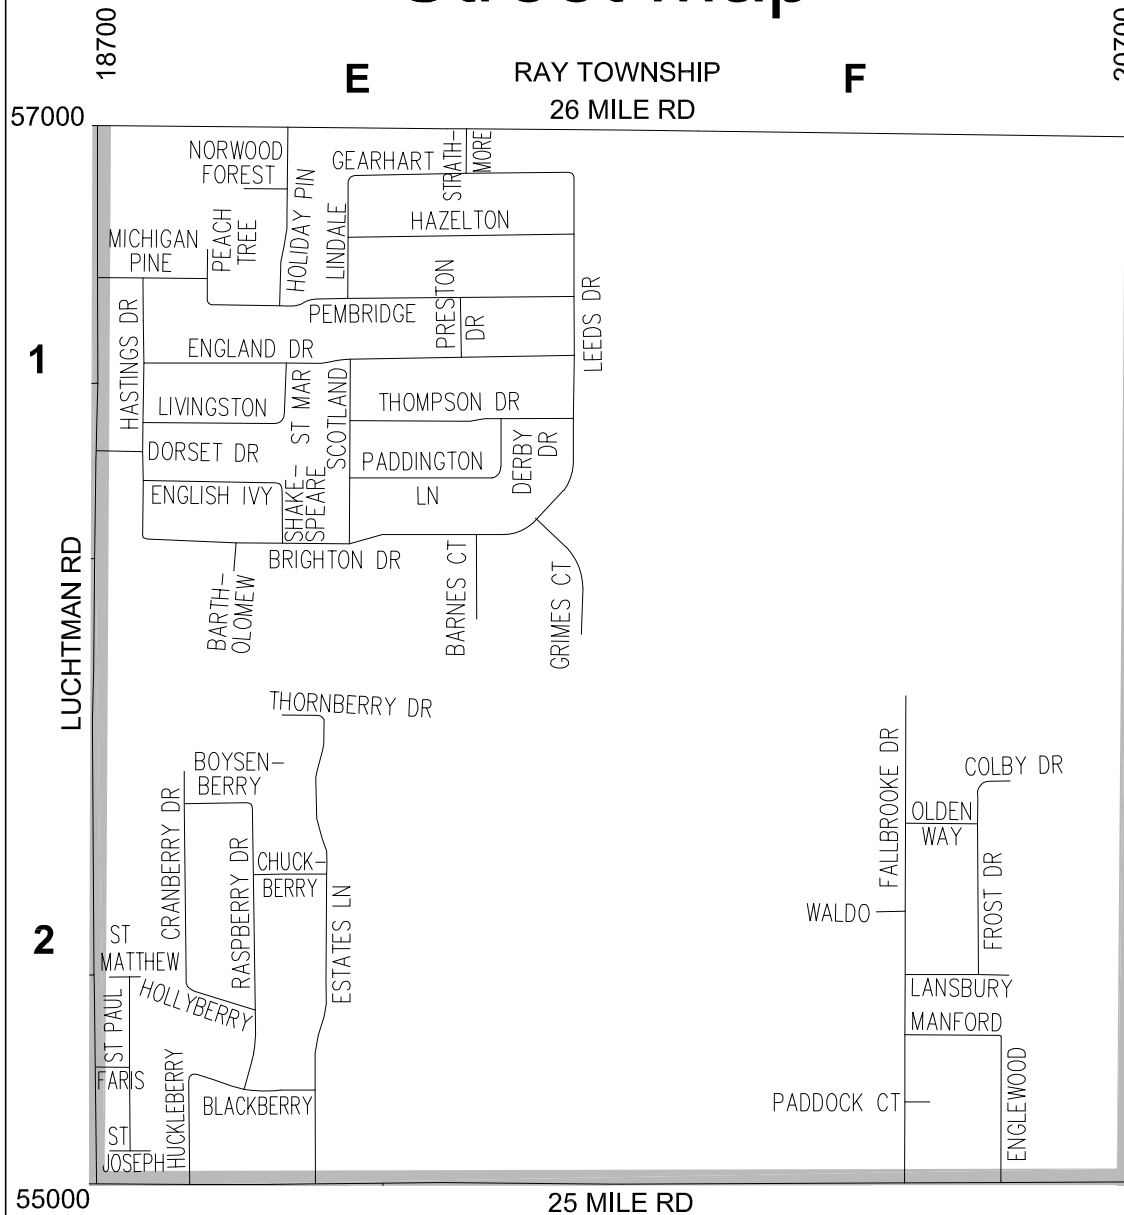 Street Map
18700
20700
E
RAY TOWNSHIP
F
57000
26 MILE RD
NORWOOD
FOREST
GEARHART
STRATH-
MORE
HOLIDAY PIN
LINDALE
HAZELTON
PEACH
TREE
MICHIGAN
PINE
PRESTON
DR
LEEDS DR
PEMBRIDGE
HASTINGS DR
1
ENGLAND DR
ST MAR
SCOTLAND
LIVINGSTON
THOMPSON DR
DERBY
DR
DORSET DR
PADDINGTON
LN
ENGLISH IVY
SHAKE-
SPEARE
BRIGHTON DR
LUCHTMAN RD
BARTH-
OLOMEW
BARNES CT
GRIMES CT
THORNBERRY DR
FALLBROOKE DR
BOYSEN-
BERRY
COLBY DR
CRANBERRY DR
OLDEN
WAY
RASPBERRY DR
CHUCK-
BERRY
ESTATES LN
FROST DR
WALDO
2
ST
MATTHEW
HOLLYBERRY
LANSBURY
ST PAUL
MANFORD
FARIS
HUCKLEBERRY
BLACKBERRY
PADDOCK CT
ENGLEWOOD
ST
JOSEPH
55000
25 MILE RD